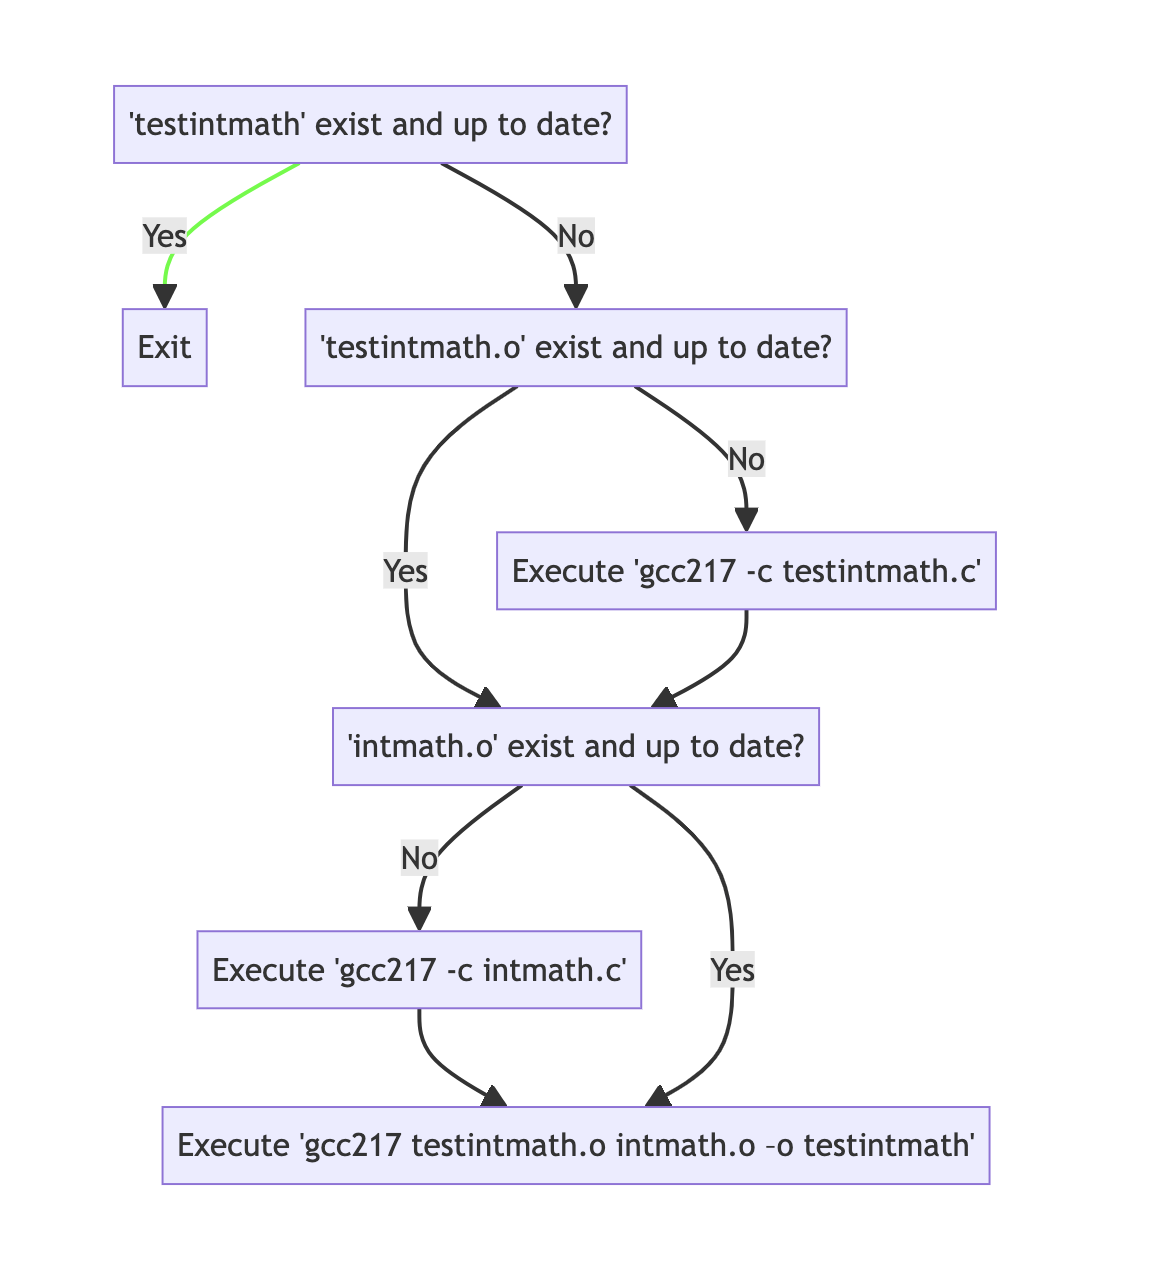 'testintmath' exist and up to date?
Yes
No
Exit
'testintmath.o' exist and up to date?
No
Yes
Execute 'gcc217 -c testintmath.c'
'intmath.o' exist and up to date?
No
Execute 'gcc217 -c intmath.c'
Yes
Execute 'gcc217 testintmath.o intmath.o –o testintmath'